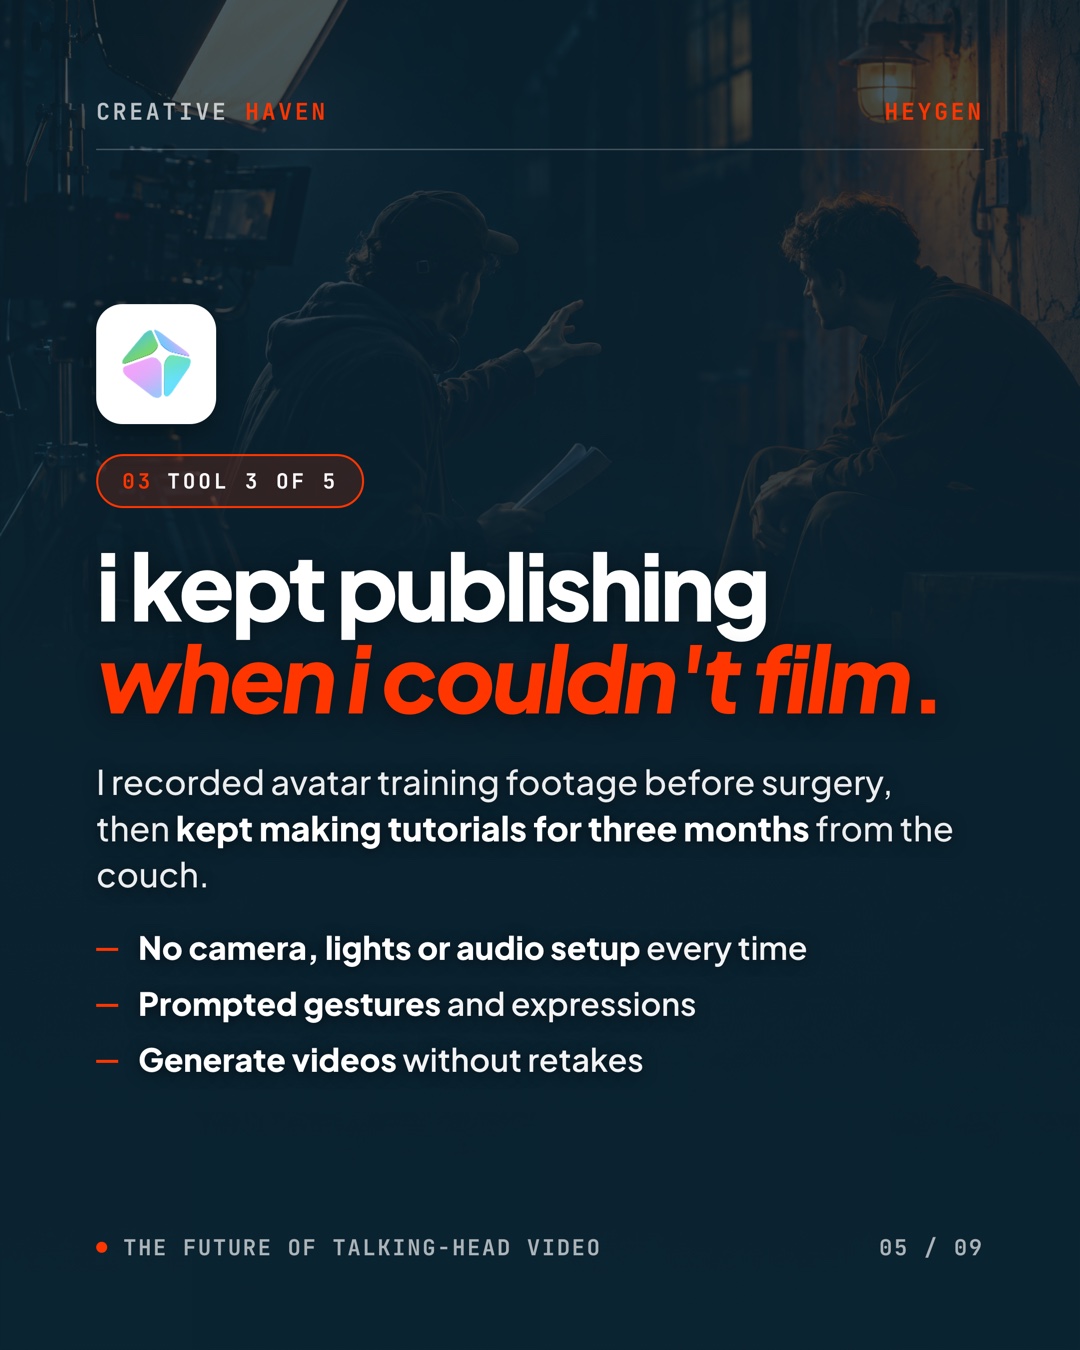 CREATIVE HAVEN
HEYGEN
03 TOOL 3 OF 5
i kept publishing
when i couldn't film.
I recorded avatar training footage before surgery,
then kept making tutorials for three months from the
couch.
— No camera, lights or audio setup every time
— Prompted gestures and expressions
— Generate videos without retakes
THE FUTURE OF TALKING-HEAD VIDEO
05 / 09